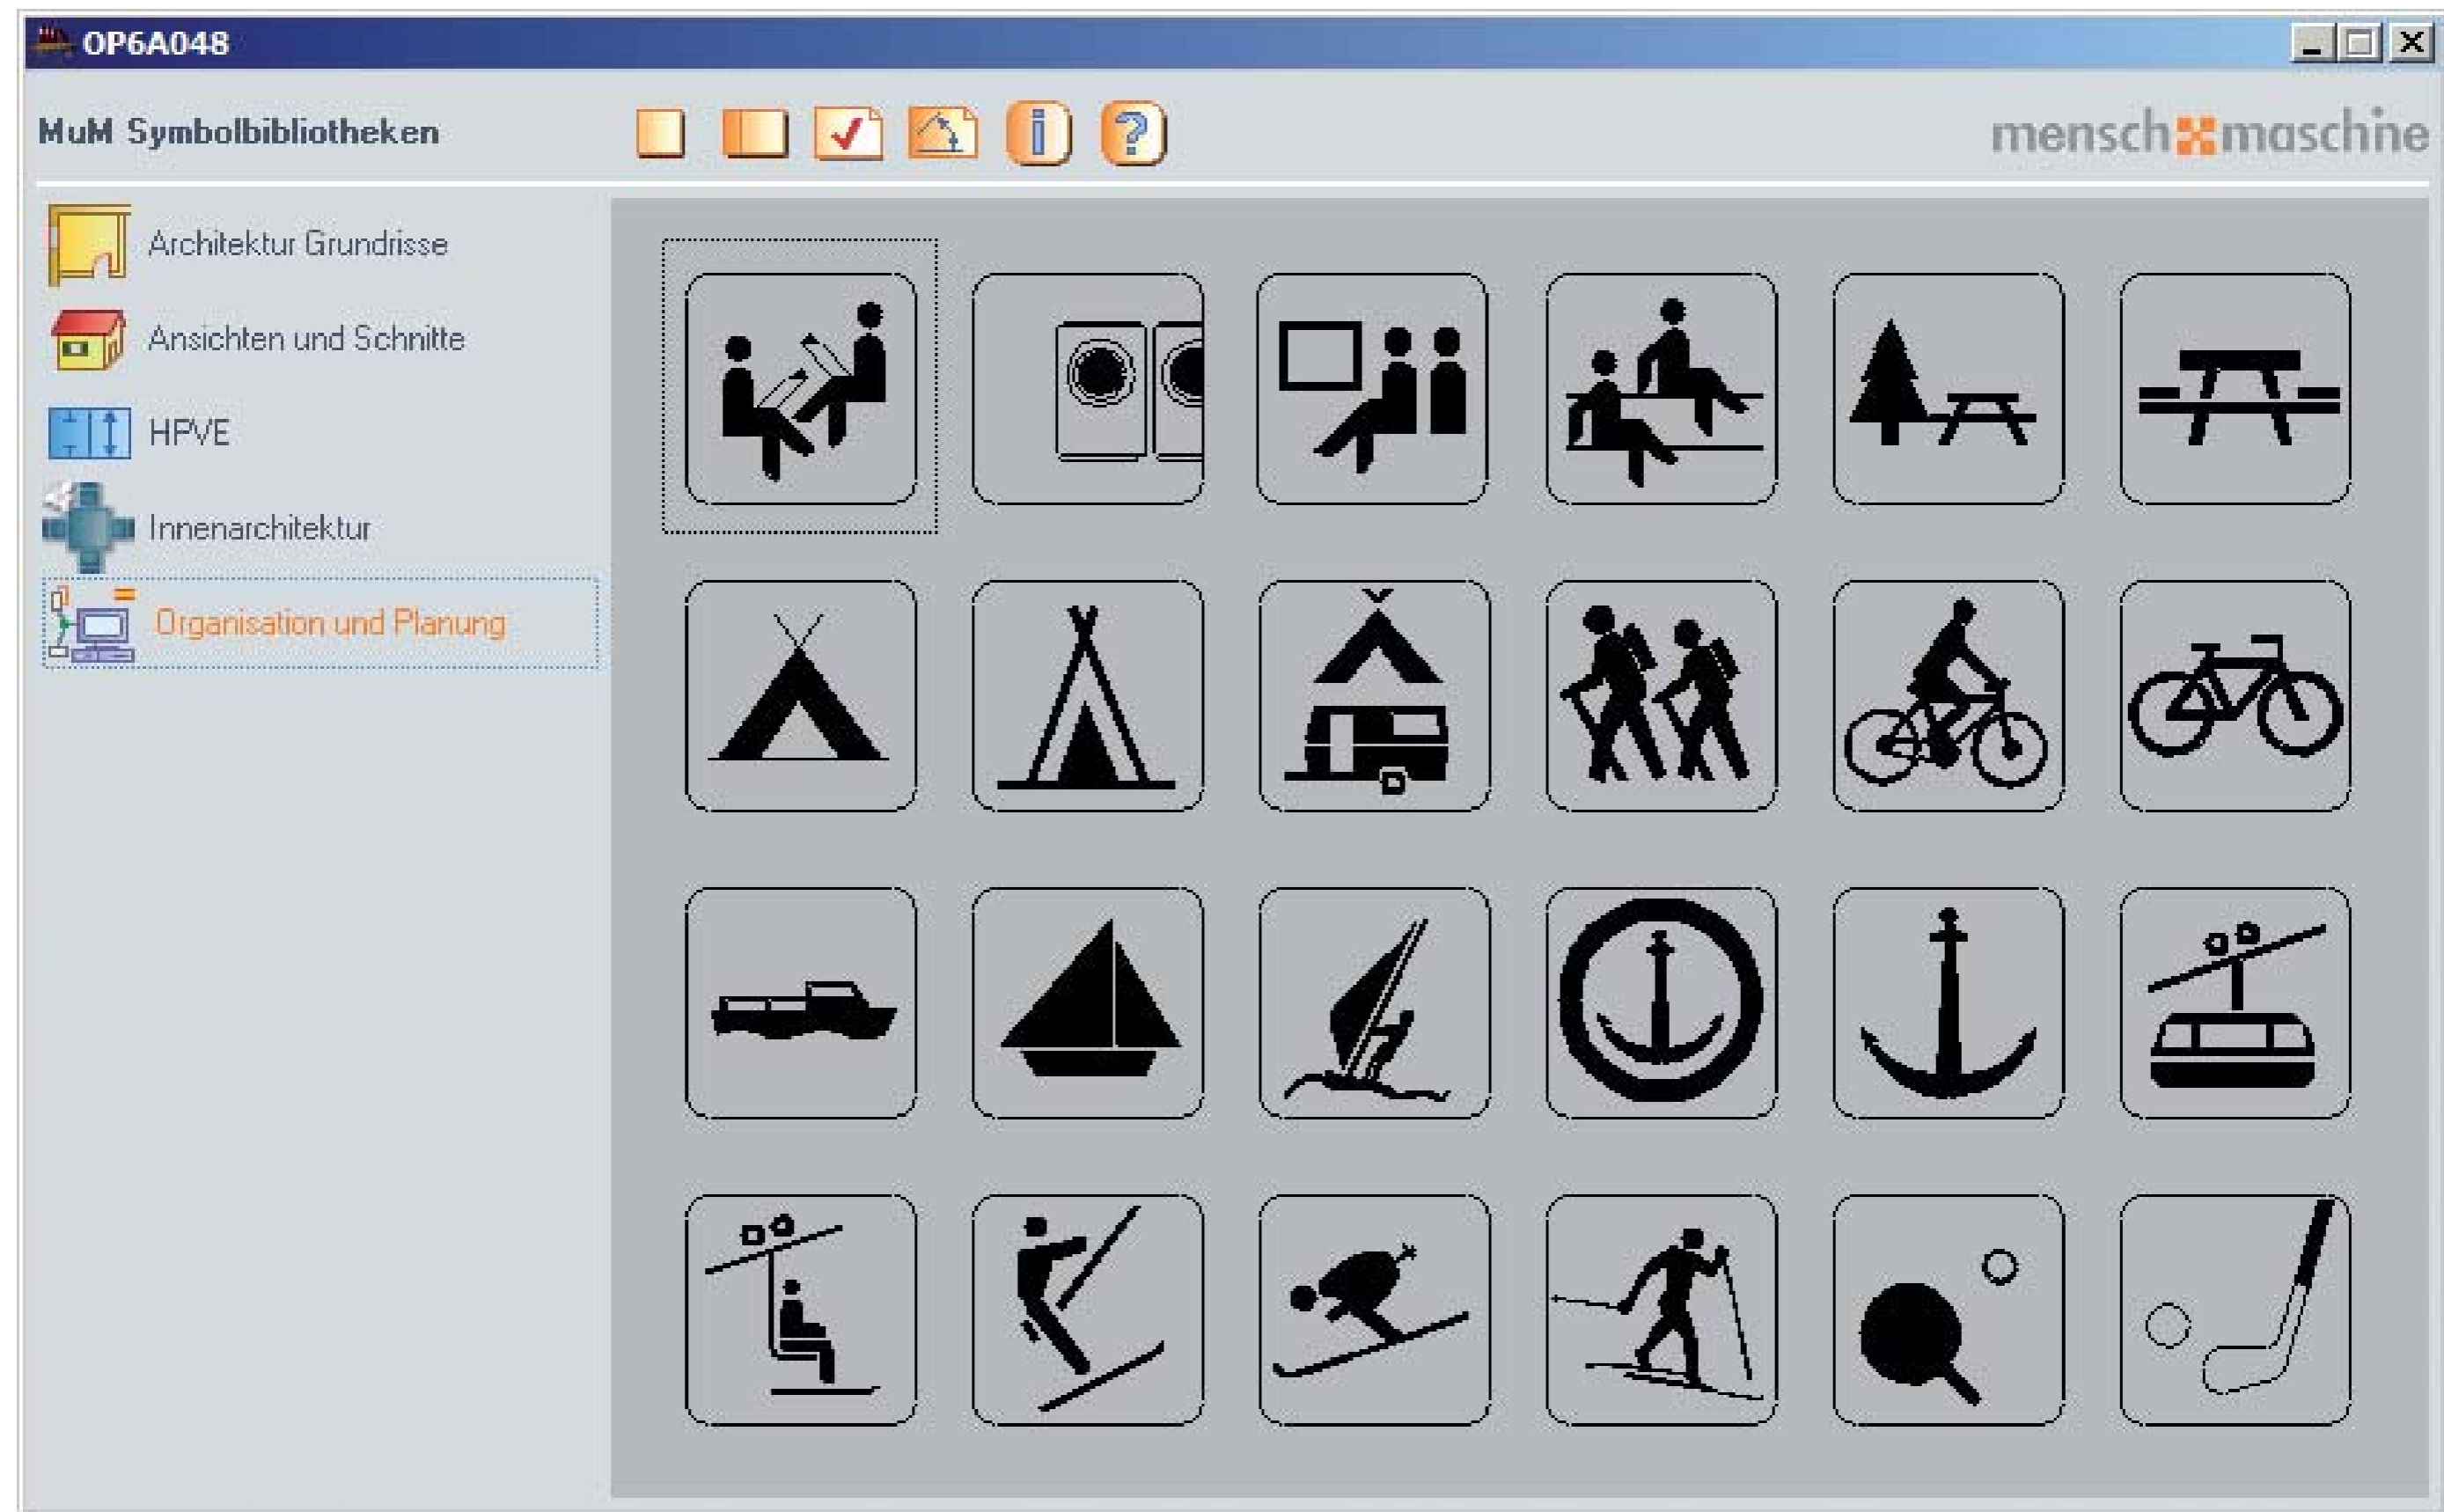 OP6A048
MuM Symbolbibliotheken
mensch maschine
Architektur Grundrisse
Ansichten und Schnitte
HPVE
Innenarchitektur
Organisation und Planung